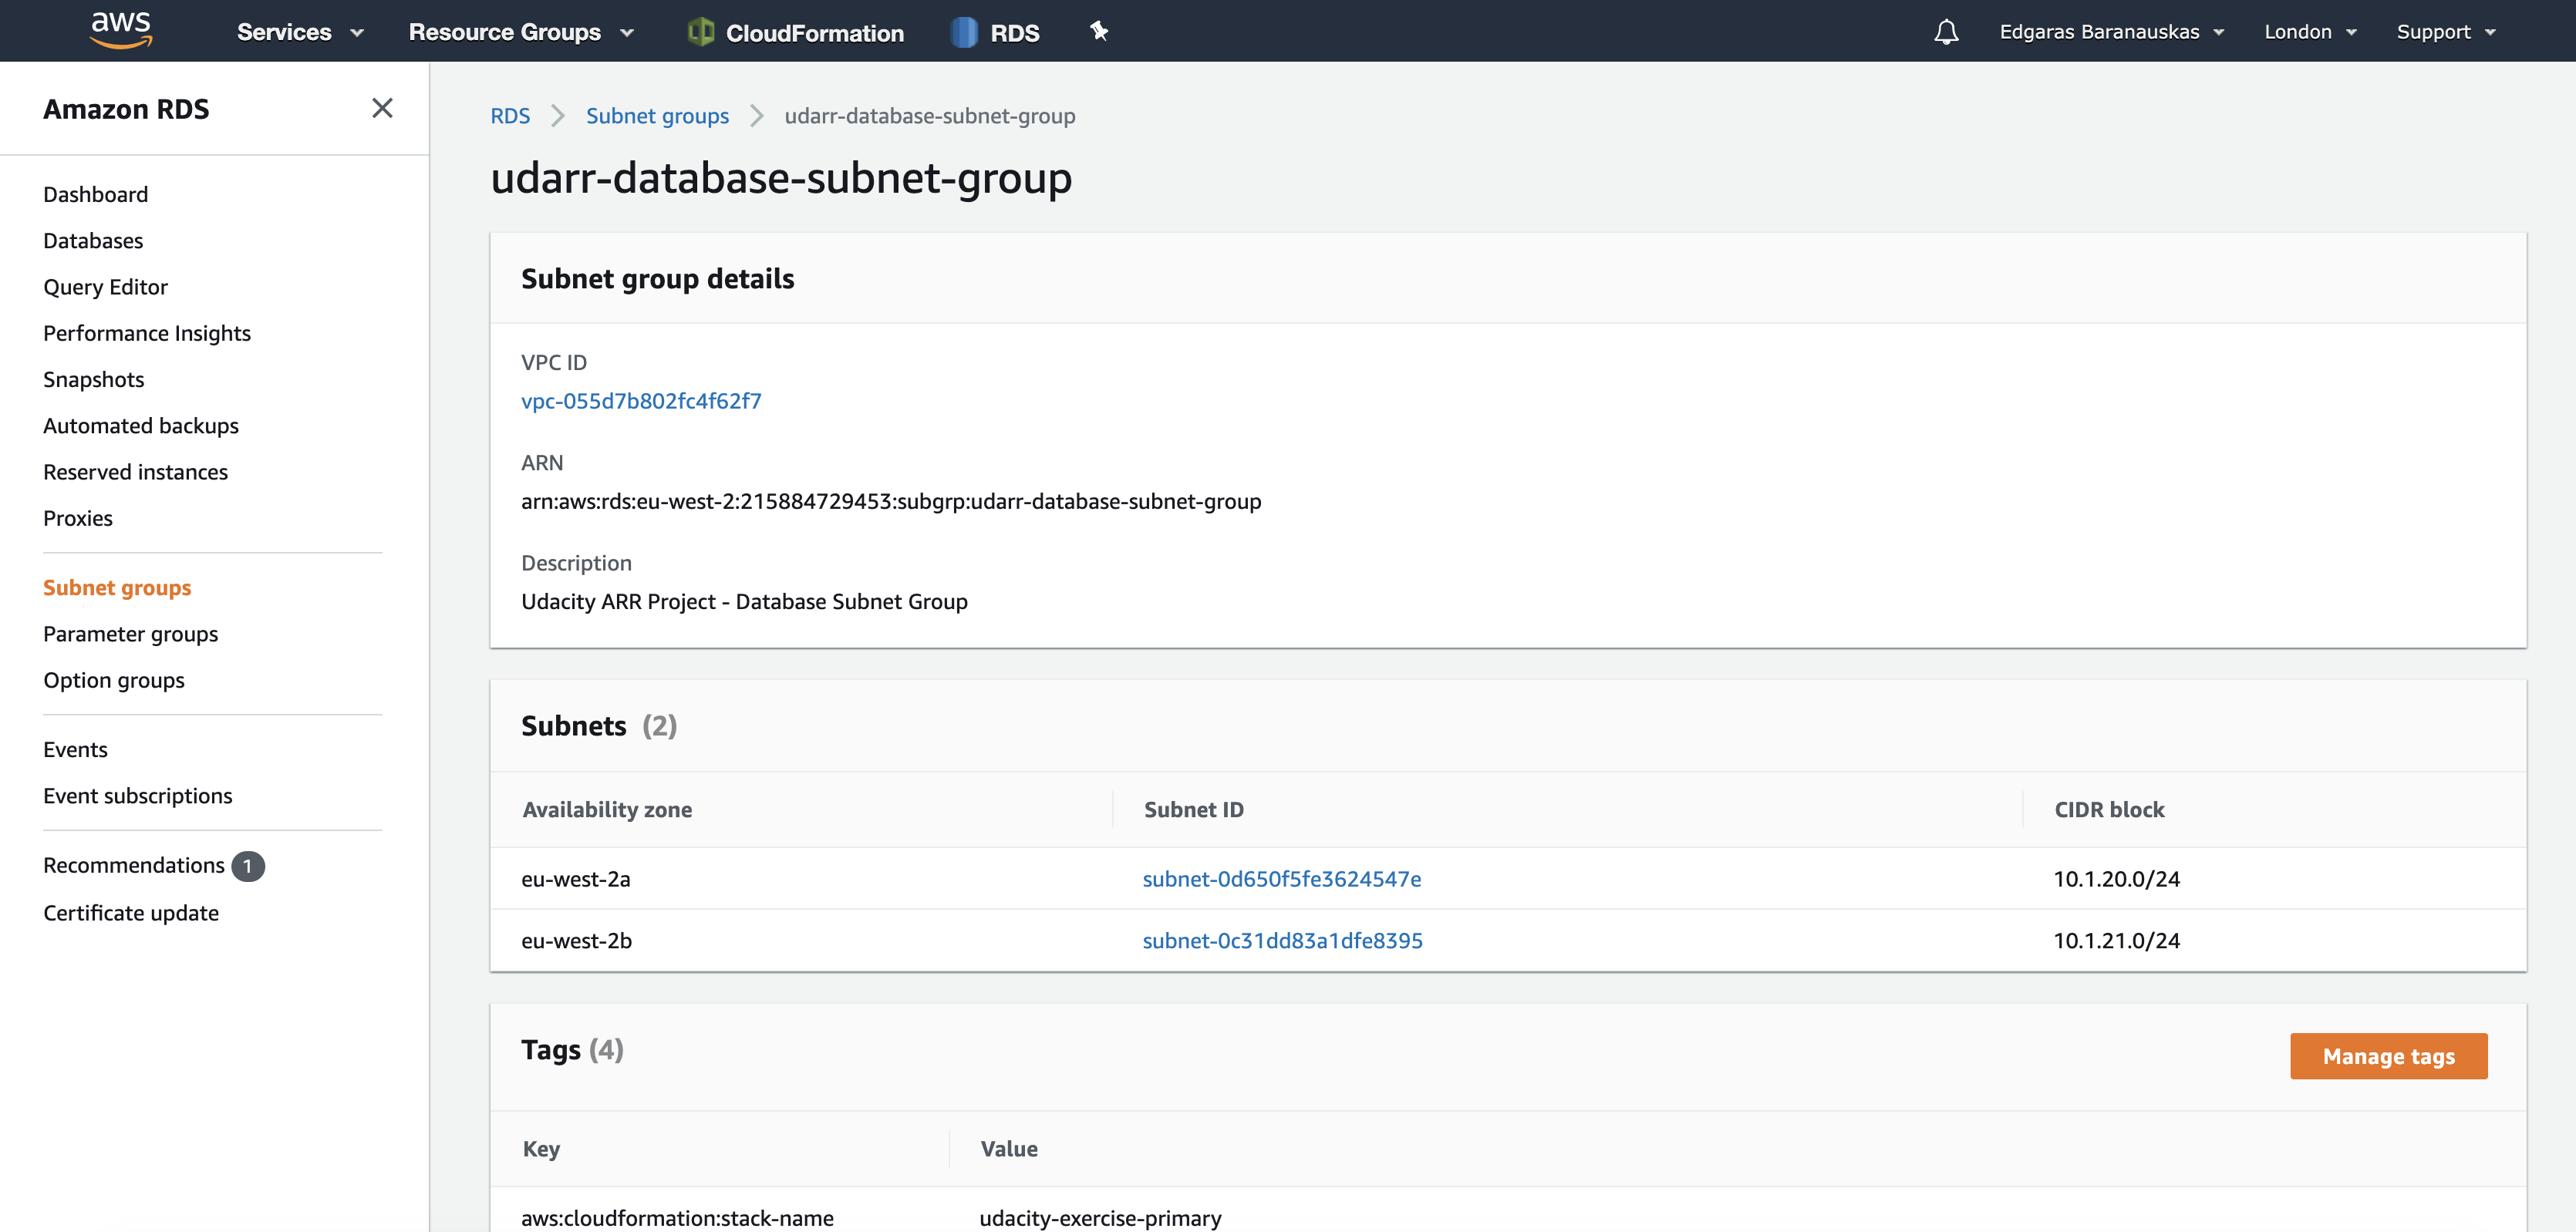 aws Services Resource Groups CloudFormation RDS Edgaras Baranauskas London Support
Amazon RDS
Dashboard
Databases
Query Editor
Performance Insights
Snapshots
Automated backups
Reserved instances
Proxies
Subnet groups
Parameter groups
Option groups
Events
Event subscriptions
Recommendations 1
Certificate update
RDS Subnet groups udarr-database-subnet-group
udarr-database-subnet-group
Subnet group details
VPC ID
vpc-055d7b802fc4f62f7
ARN
arn:aws:rds:eu-west-2:215884729453:subgrp:udarr-database-subnet-group
Description
Udacity ARR Project - Database Subnet Group
Subnets (2)
Availability zone Subnet ID CIDR block
eu-west-2a subnet-0d650f5fe3624547e 10.1.20.0/24
eu-west-2b subnet-0c31dd83a1dfe8395 10.1.21.0/24
Tags (4)
Manage tags
Key Value
aws:cloudformation:stack-name udacity-exercise-primary